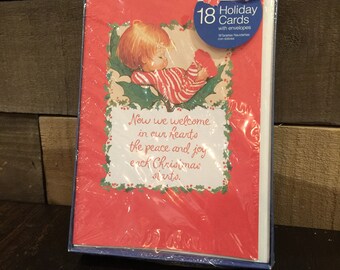 18 Holiday
Cards
with envelopes
Now we welcome
in our hearts
the peace and joy
each Christmas
starts.